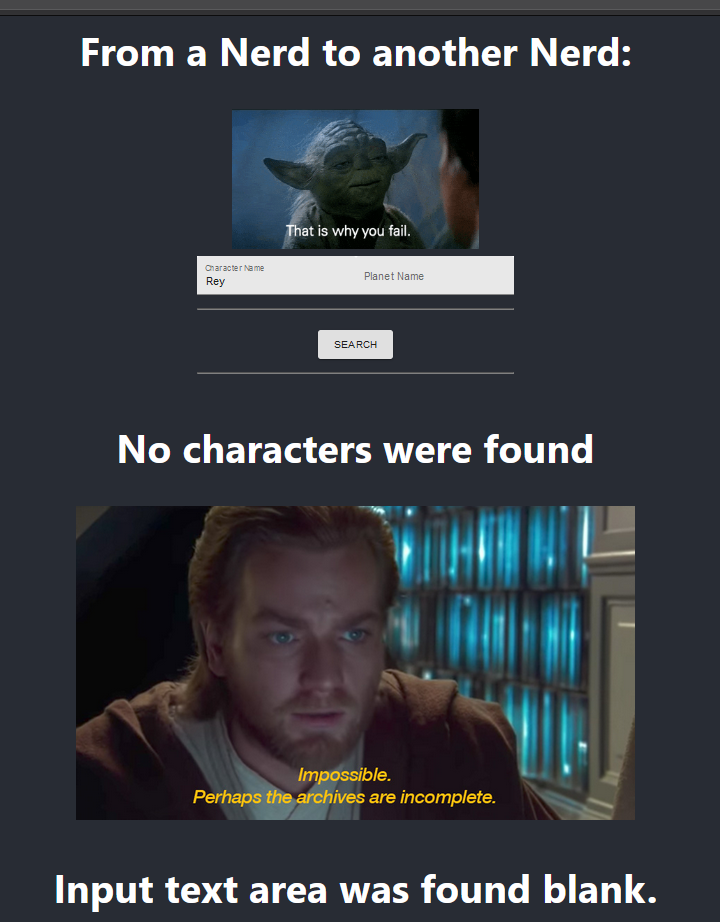 From a Nerd to another Nerd:
That is why you fail.
Character Name
Rey
Planet Name
SEARCH
No characters were found
Impossible.
Perhaps the archives are incomplete.
Input text area was found blank.